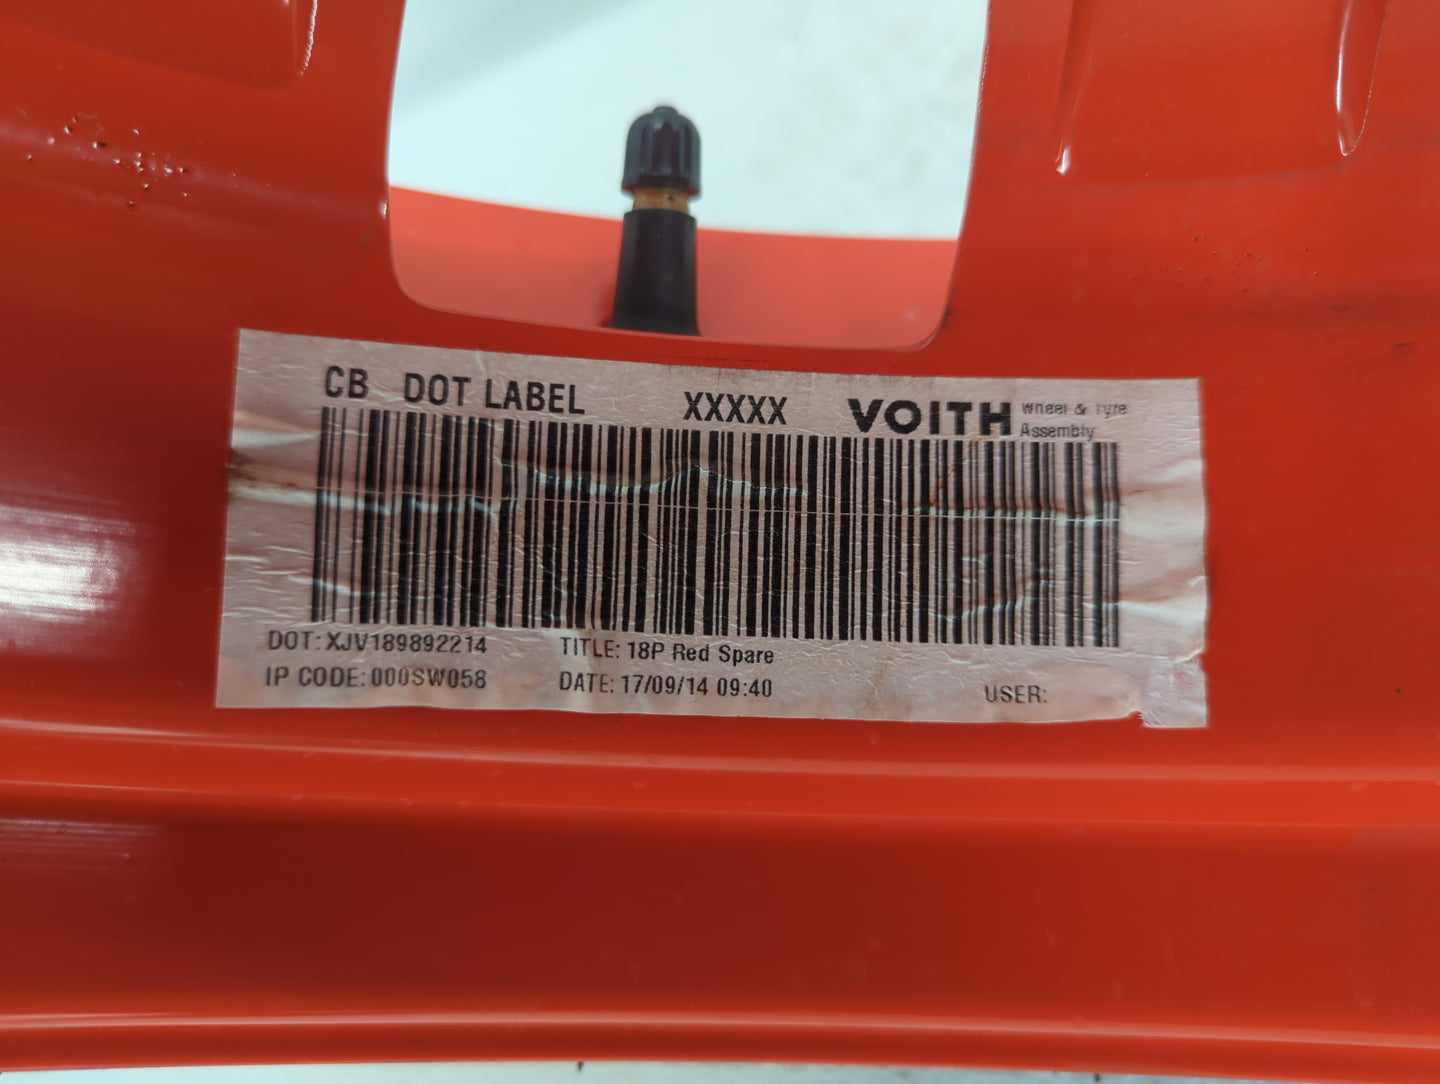 CB DOT LABEL XXXXX VOITH Wheel & Tyre
Assembly
DOT: XJV189892214 TITLE: 18P Red Spare
IP CODE: 000SW058 DATE: 17/09/14 09:40 USER: